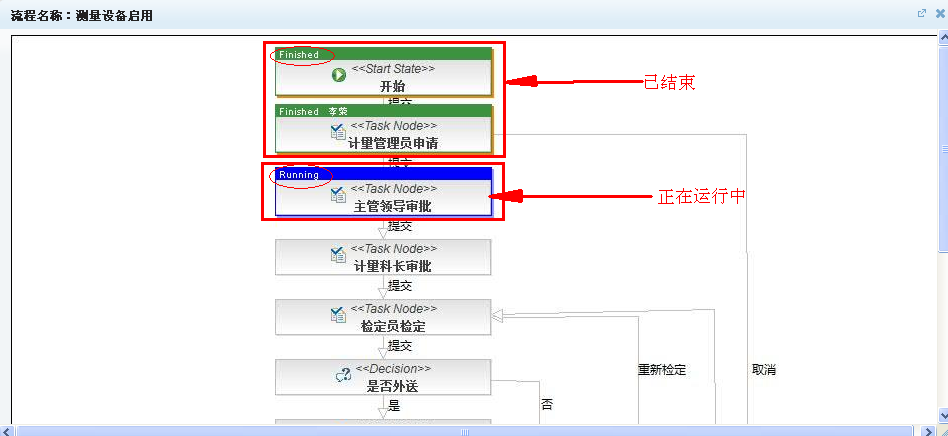 流程名称：测量设备启用
Finished
<<Start State>>
开始
已结束
提交
Finished 李荣
<<Task Node>>
计量管理员申请
提交
Running
<<Task Node>>
主管领导审批
正在运行中
提交
<<Task Node>>
计量科长审批
提交
<<Task Node>>
检定员检定
提交
<<Decision>>
是否外送
重新检定
取消
是
否